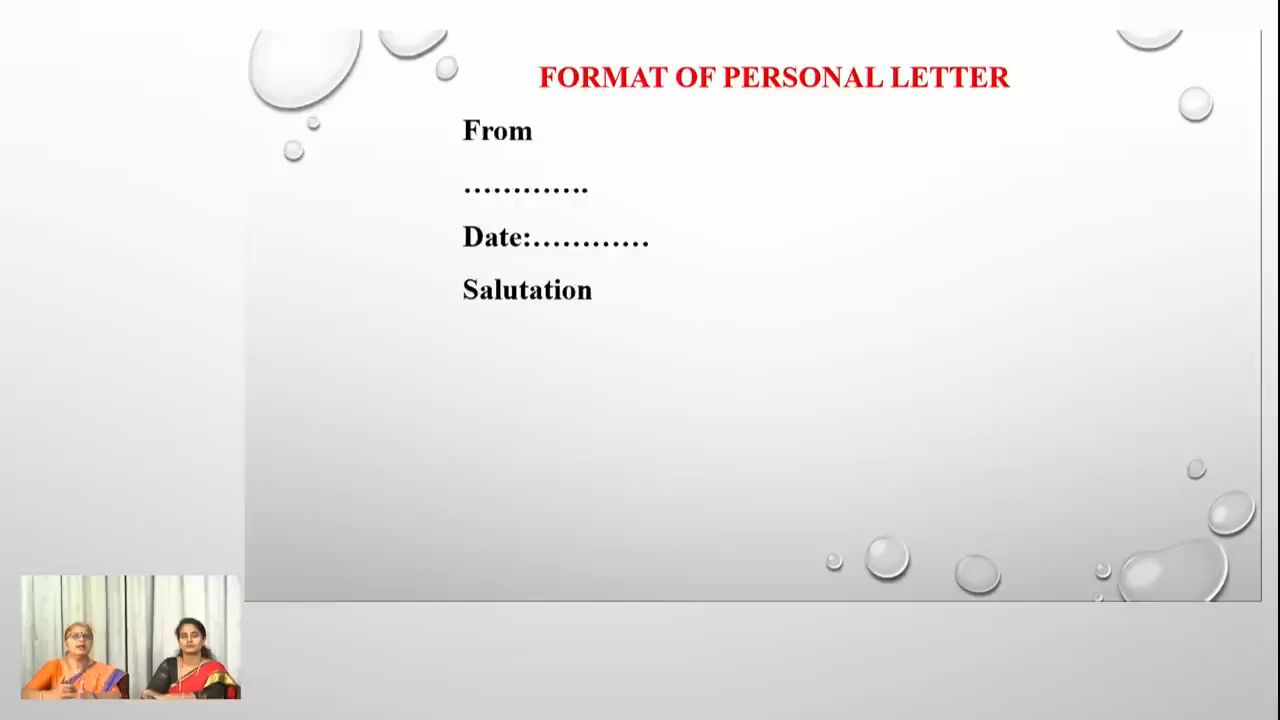 FORMAT OF PERSONAL LETTER
From
………….
Date:…………
Salutation